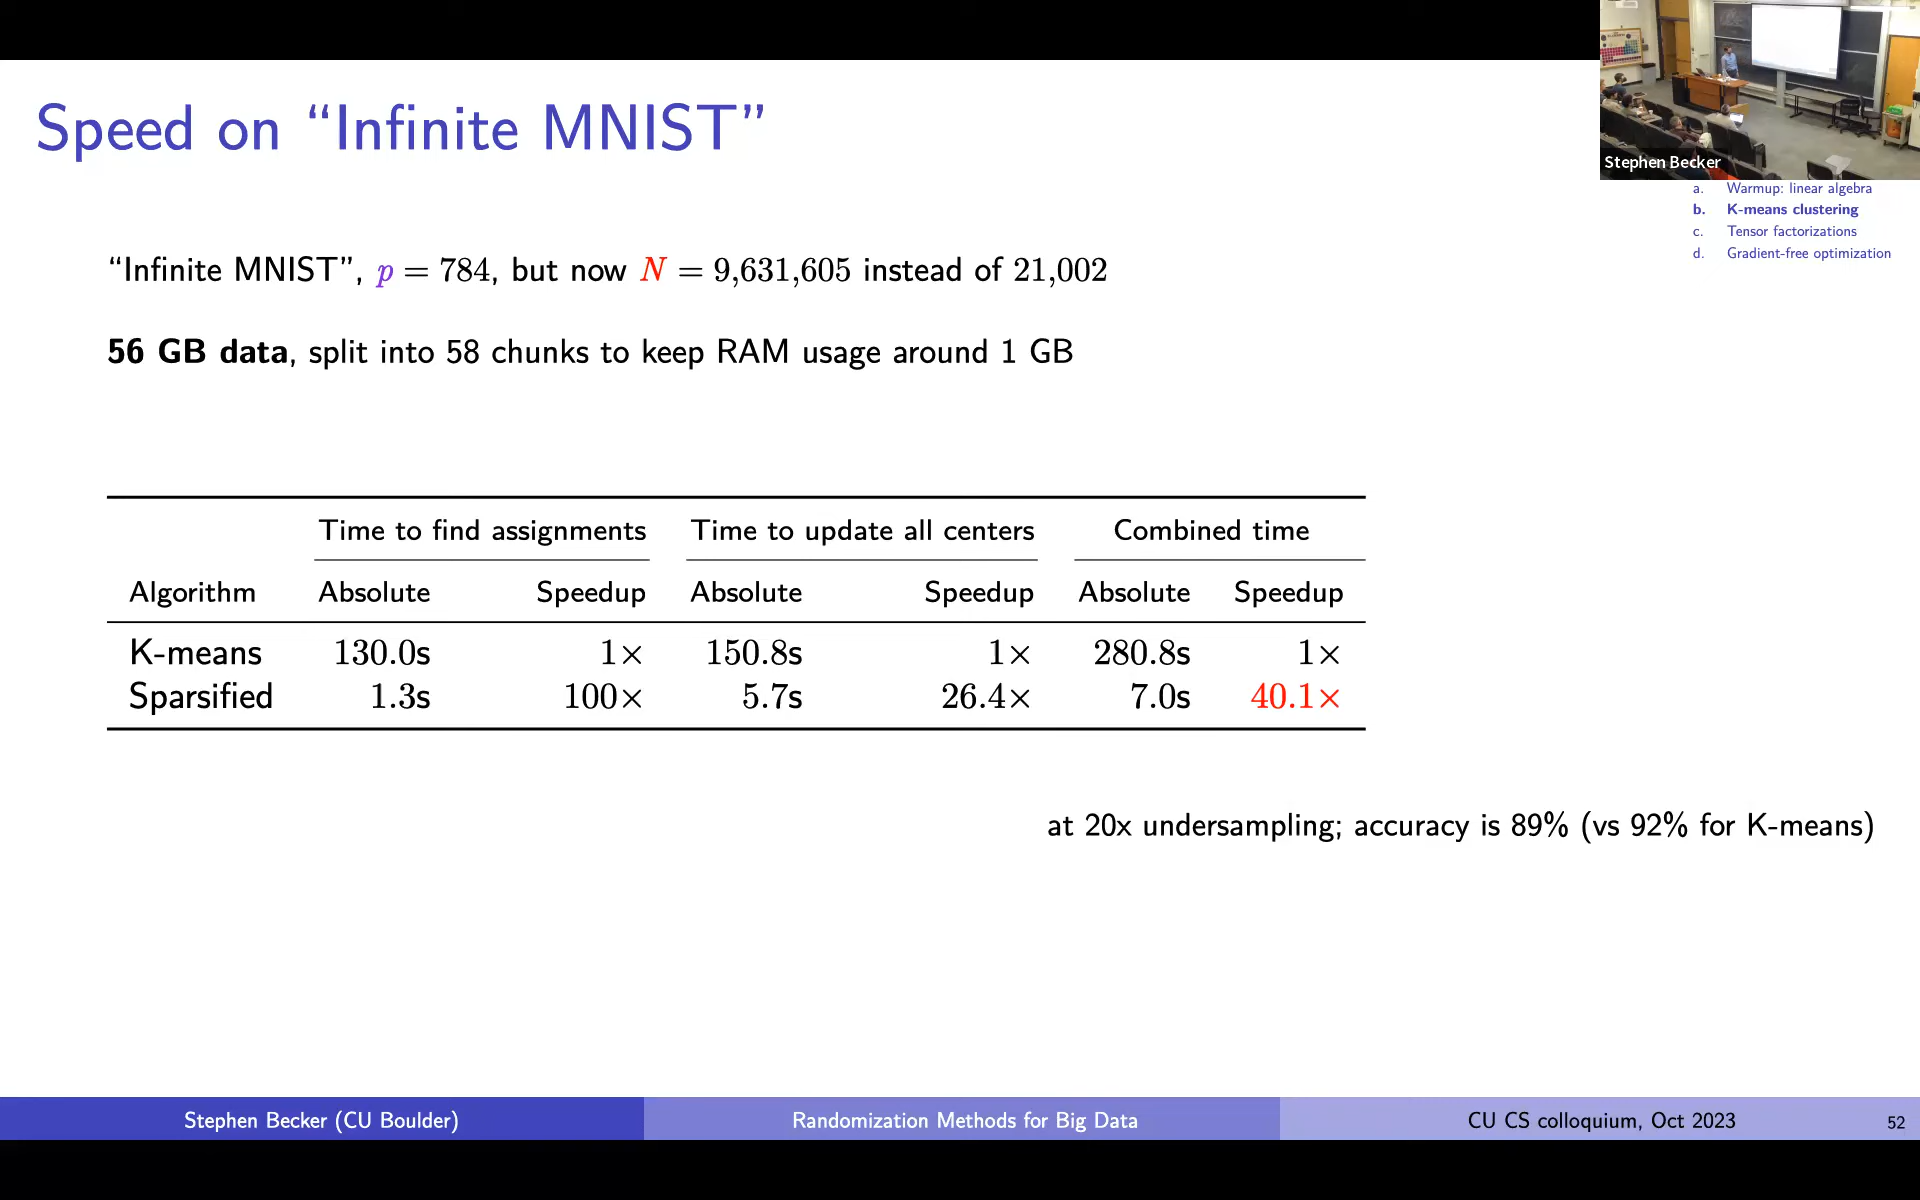 Speed on “Infinite MNIST”
Stephen Becker
a. Warmup: linear algebra
b. K-means clustering
c. Tensor factorizations
d. Gradient-free optimization
“Infinite MNIST”, p = 784, but now N = 9,631,605 instead of 21,002
56 GB data, split into 58 chunks to keep RAM usage around 1 GB
Time to find assignments Time to update all centers Combined time
Algorithm Absolute Speedup Absolute Speedup Absolute Speedup
K-means 130.0s 1× 150.8s 1× 280.8s 1×
Sparsified 1.3s 100× 5.7s 26.4× 7.0s 40.1×
at 20x undersampling; accuracy is 89% (vs 92% for K-means)
Stephen Becker (CU Boulder) Randomization Methods for Big Data CU CS colloquium, Oct 2023 52